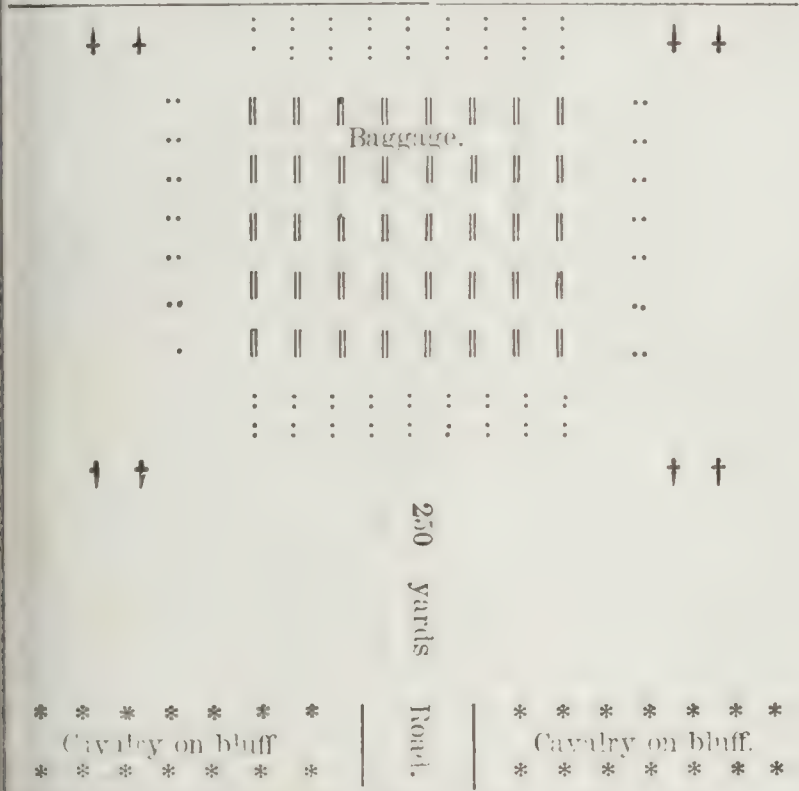 Baggage.
250 yards
Road.
Cavalry on bluff
Cavalry on bluff.